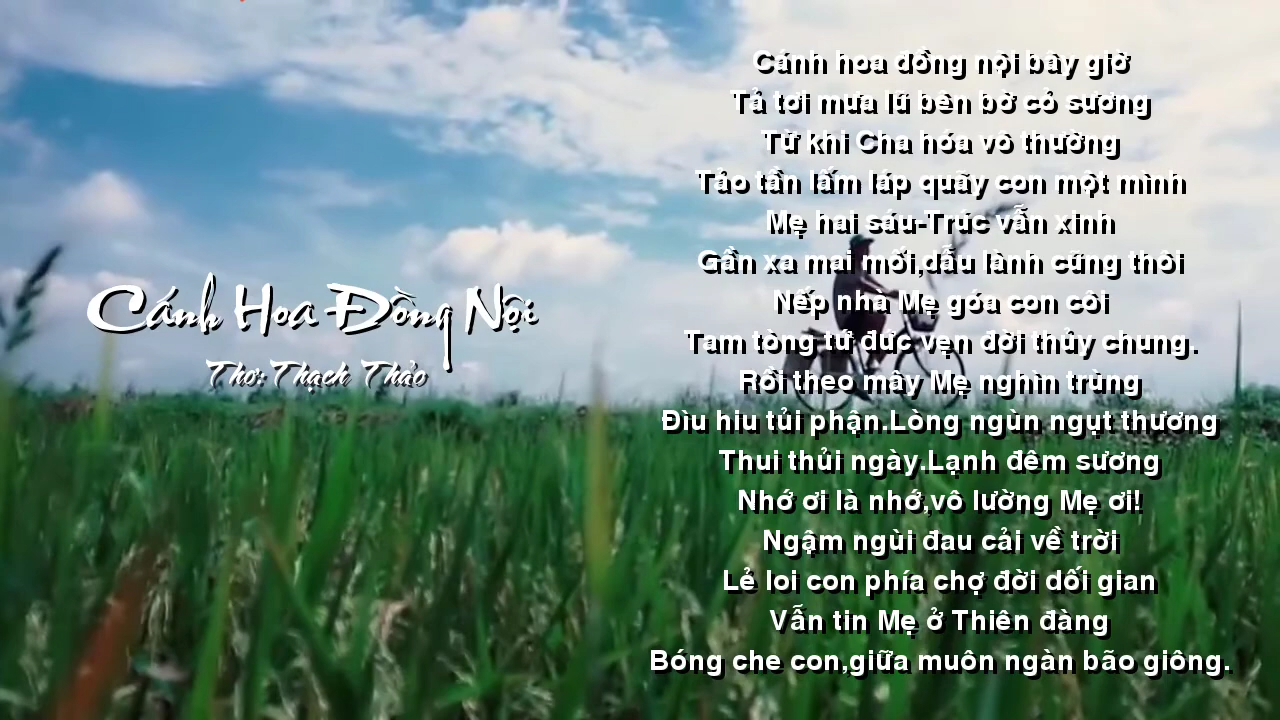 Cánh Hoa Đồng Nội
Thơ: Thạch Thảo
Cánh hoa đồng nội bây giờ
Tả tơi mưa lũ bên bờ cỏ sương
Từ khi Cha hóa vô thường
Tảo tần lấm láp quãy con một mình
Mẹ hai sáu-Trúc vẫn xinh
Gần xa mai mối,dẫu lành cũng thôi
Nếp nhà Mẹ góa con côi
Tam tòng tứ đức vẹn đời thủy chung.
Rồi theo mây Mẹ nghìn trùng
Đìu hiu tủi phận.Lòng ngùn ngụt thương
Thui thủi ngày.Lạnh đêm sương
Nhớ ơi là nhớ,vô lường Mẹ ơi!
Ngậm ngùi đau cải về trời
Lẻ loi con phía chợ đời dối gian
Vẫn tin Mẹ ở Thiên đàng
Bóng che con,giữa muôn ngàn bão giông.